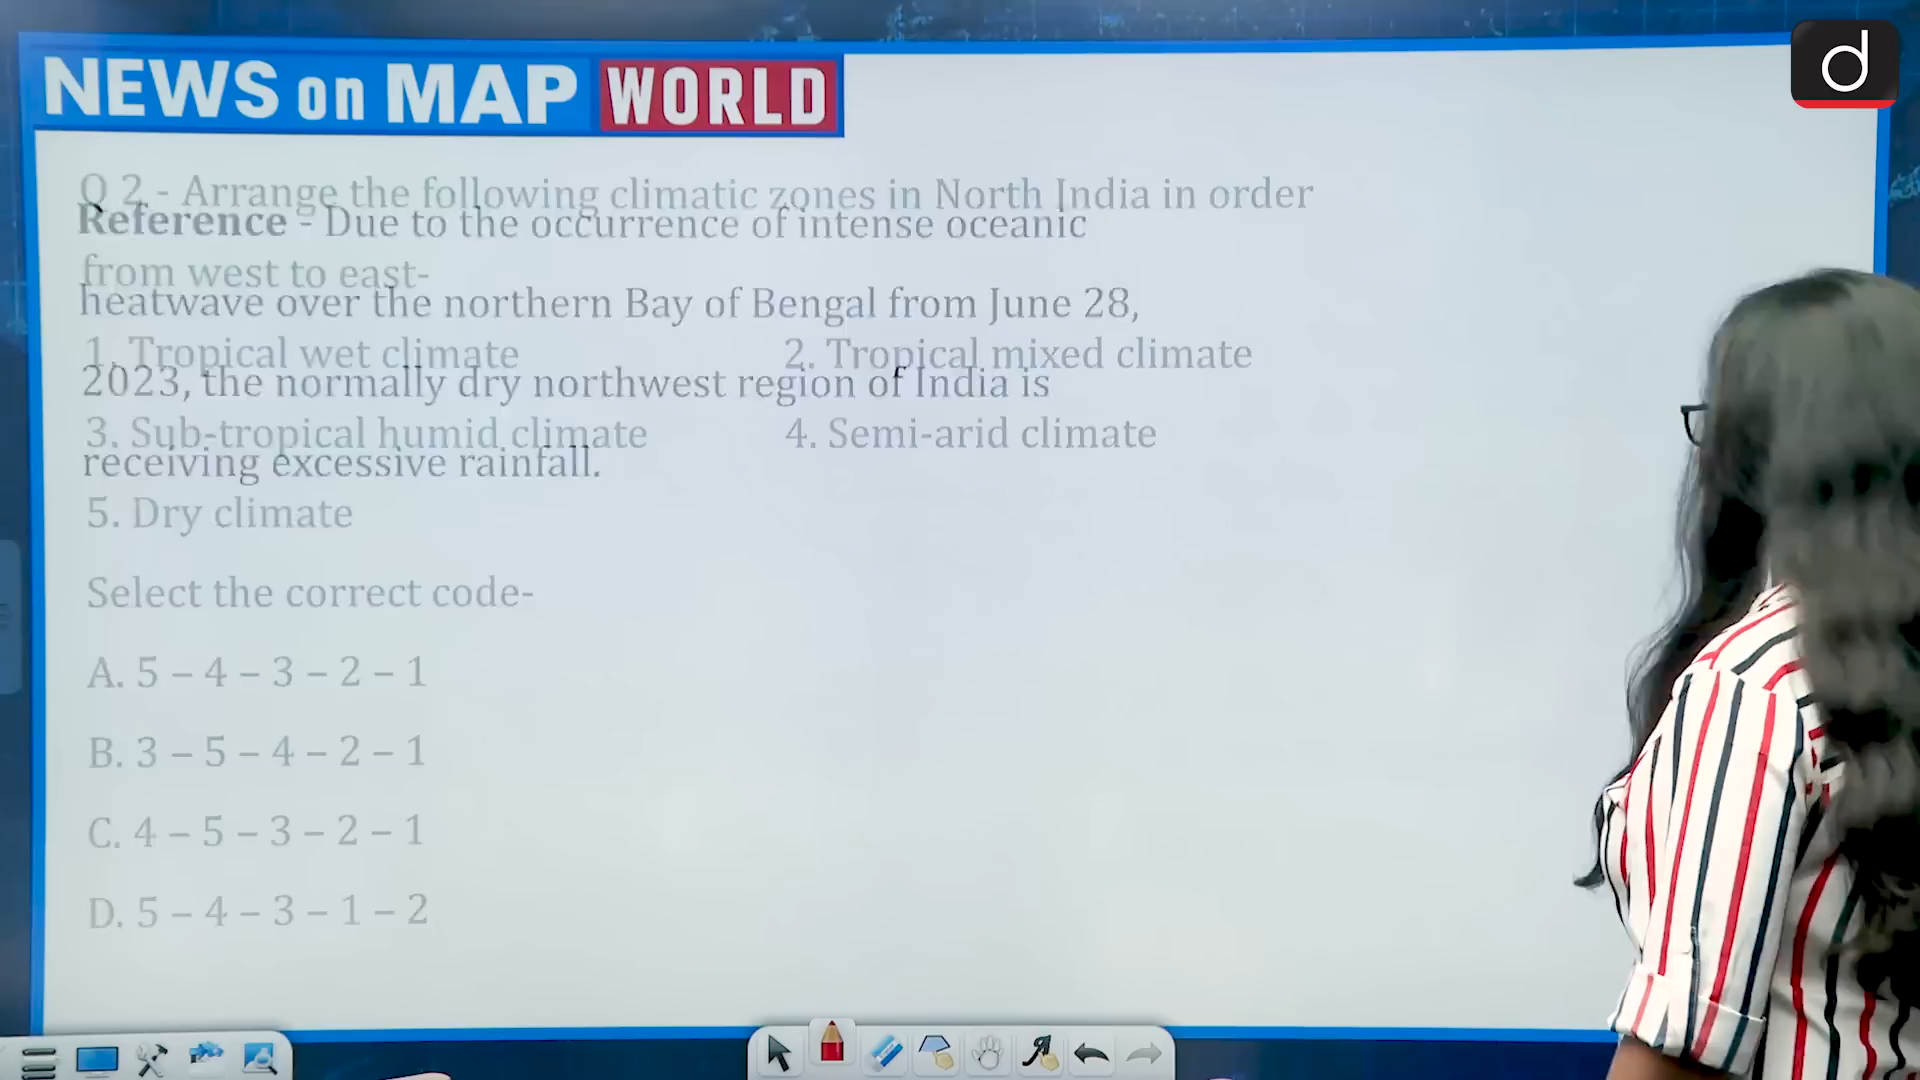 NEWS on MAP WORLD
d
Q 2 - Arrange the following climatic zones in North India in order
Reference - Due to the occurrence of intense oceanic
from west to east-
heatwave over the northern Bay of Bengal from June 28,
1. Tropical wet climate 2. Tropical mixed climate
2023, the normally dry northwest region of India is
3. Sub-tropical humid climate 4. Semi-arid climate
receiving excessive rainfall.
5. Dry climate
Select the correct code-
A. 5 – 4 – 3 – 2 – 1
B. 3 – 5 – 4 – 2 – 1
C. 4 – 5 – 3 – 2 – 1
D. 5 – 4 – 3 – 1 – 2